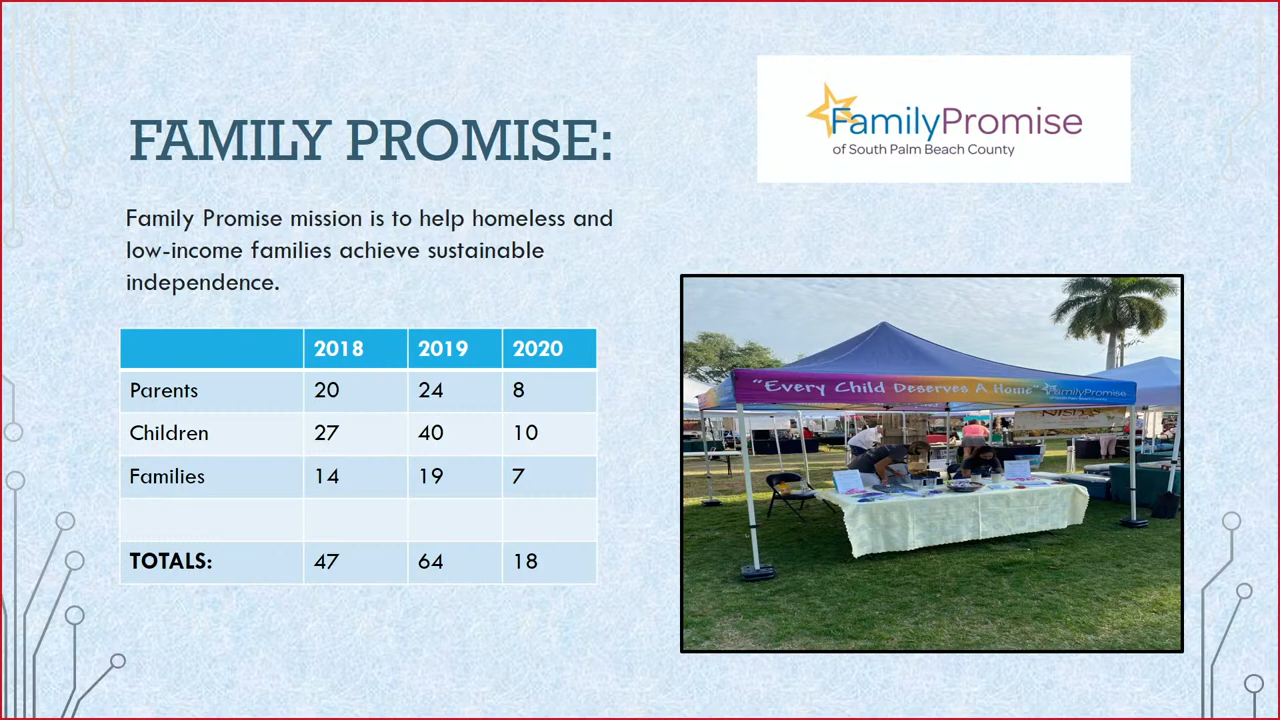 FamilyPromise
of South Palm Beach County
FAMILY PROMISE:
Family Promise mission is to help homeless and
low-income families achieve sustainable
independence.
2018 2019 2020
Parents 20 24 8
Children 27 40 10
Families 14 19 7
TOTALS: 47 64 18
"Every Child Deserves A Home" FamilyPromise